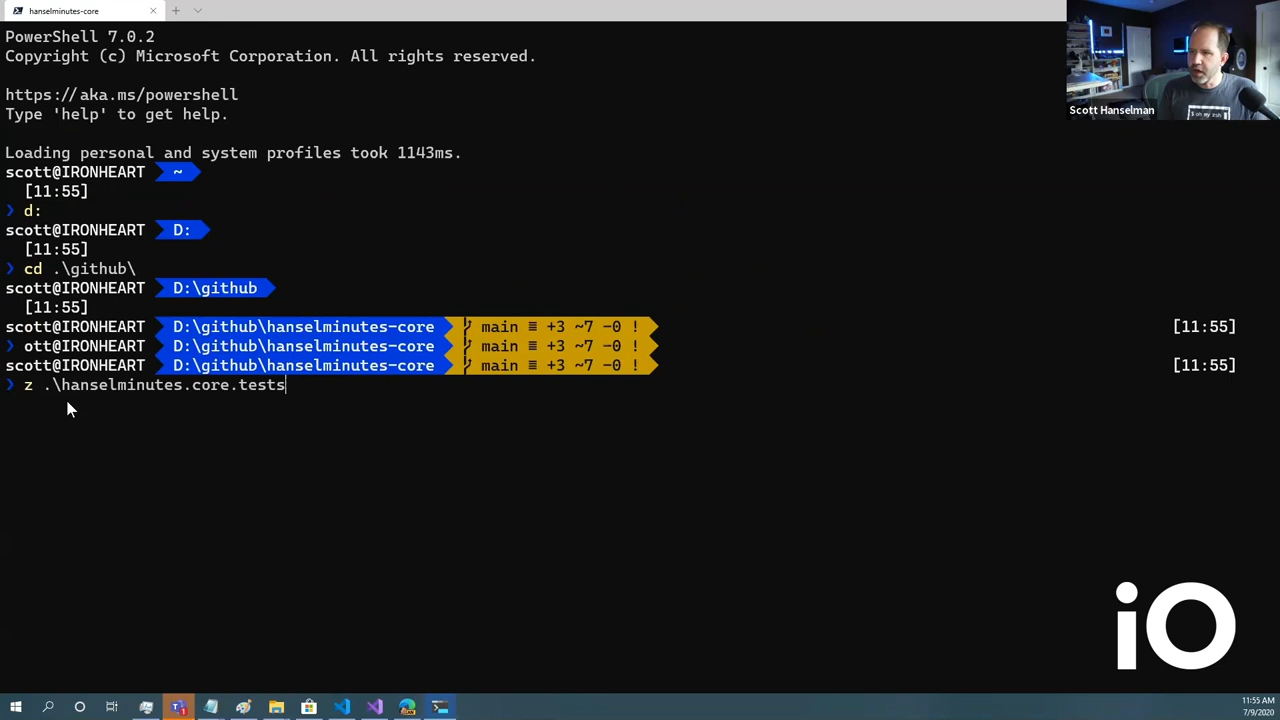 hanselminutes-core
PowerShell 7.0.2
Copyright (c) Microsoft Corporation. All rights reserved.
https://aka.ms/powershell
Type 'help' to get help.
Loading personal and system profiles took 1143ms.
scott@IRONHEART ~
[11:55]
❯ d:
scott@IRONHEART D:
[11:55]
❯ cd .\github\
scott@IRONHEART D:\github
[11:55]
scott@IRONHEART D:\github\hanselminutes-core main ≡ +3 ~7 -0 ! [11:55]
❯ ott@IRONHEART D:\github\hanselminutes-core main ≡ +3 ~7 -0 !
scott@IRONHEART D:\github\hanselminutes-core main ≡ +3 ~7 -0 ! [11:55]
❯ z .\hanselminutes.core.tests
Scott Hanselman
$ oh my zsh
iO
11:55 AM
7/9/2020